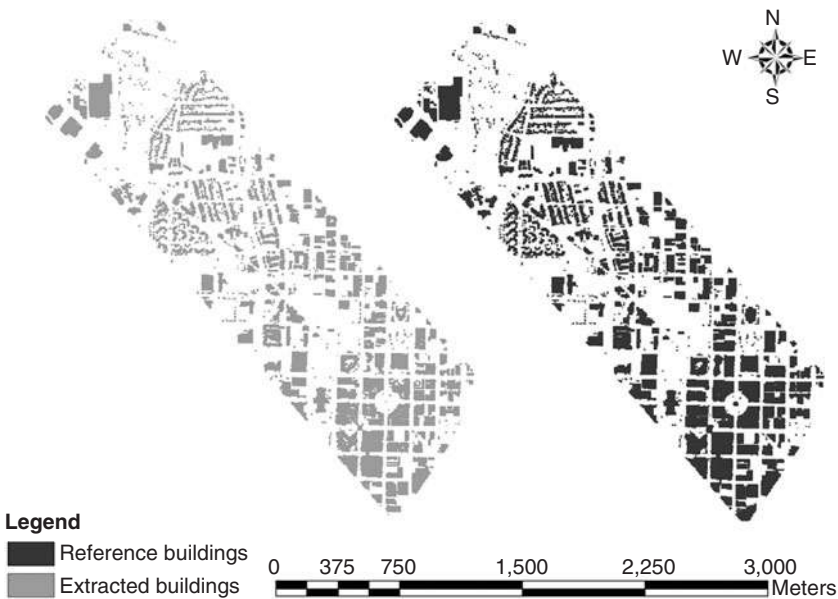 N
W E
S
Legend
Reference buildings
Extracted buildings
0 375 750 1,500 2,250 3,000
Meters